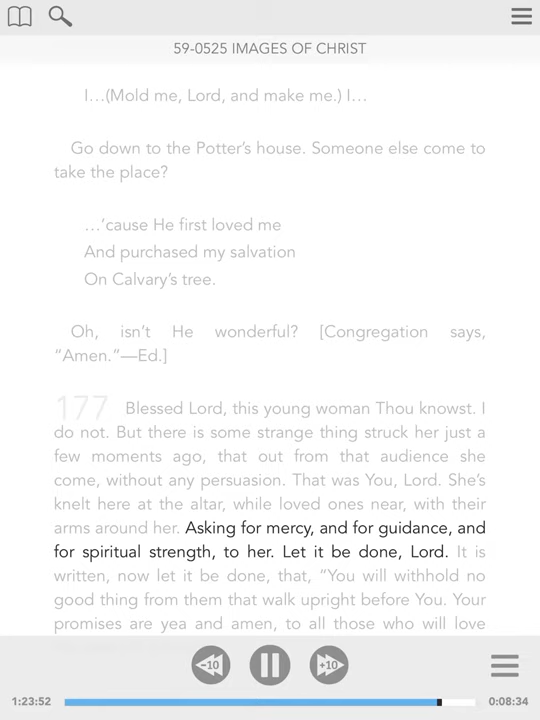 59-0525 IMAGES OF CHRIST
I…(Mold me, Lord, and make me.) I…
Go down to the Potter’s house. Someone else come to
take the place?
…‘cause He first loved me
And purchased my salvation
On Calvary’s tree.
Oh, isn’t He wonderful? [Congregation says,
“Amen.“—Ed.]
177 Blessed Lord, this young woman Thou knowst. I
do not. But there is some strange thing struck her just a
few moments ago, that out from that audience she
come, without any persuasion. That was You, Lord. She’s
knelt here at the altar, while loved ones near, with their
arms around her. Asking for mercy, and for guidance, and
for spiritual strength, to her. Let it be done, Lord. It is
written, now let it be done, that, “You will withhold no
good thing from them that walk upright before You. Your
promises are yea and amen, to all those who will love
-10
+10
1:23:52
0:08:34